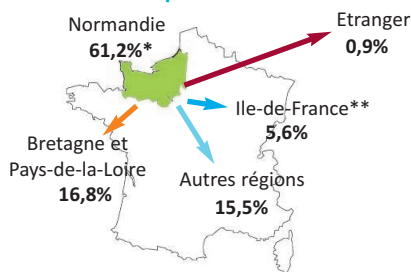 Normandie
61,2%*
Etranger
0,9%
Ile-de-France**
5,6%
Bretagne et
Pays-de-la-Loire
16,8%
Autres régions
15,5%